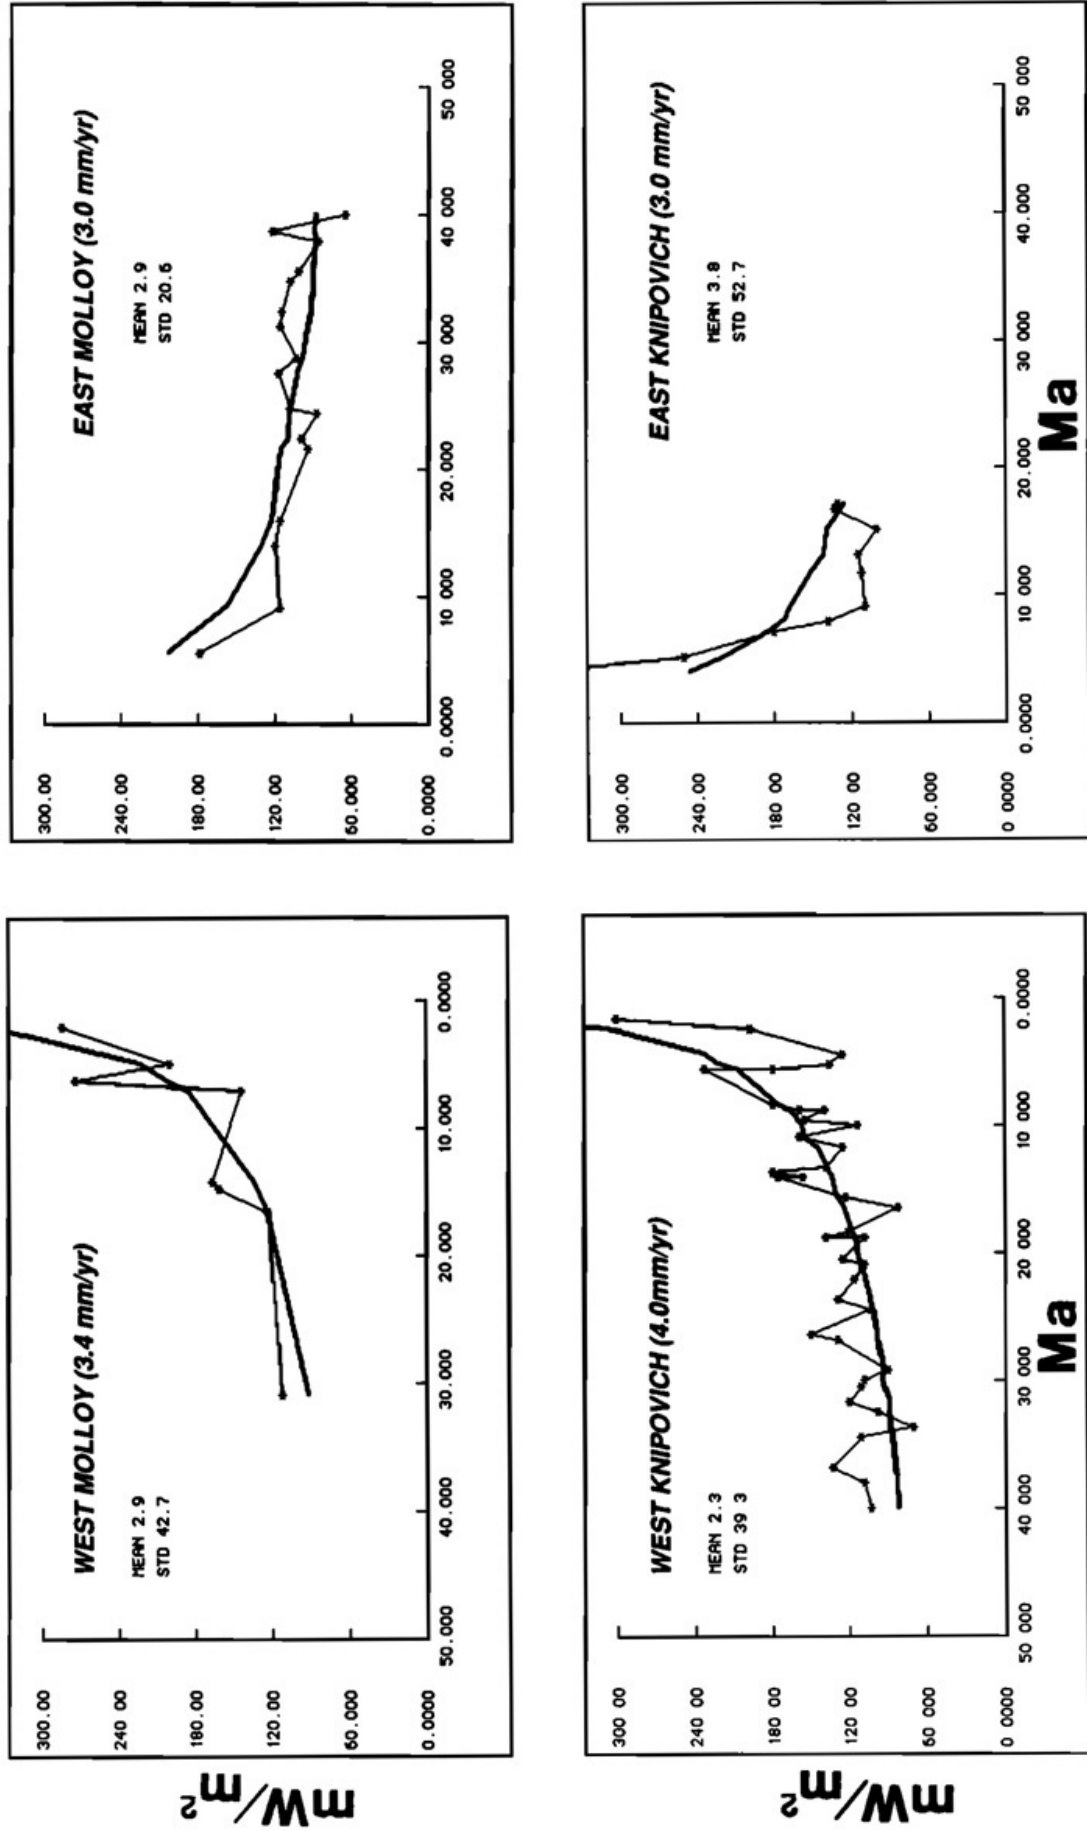 mW/m²
WEST MOLLOY (3.4 mm/yr)
MEAN 2.9
STD 42.7
300.00
240 00
180 00
120.00
60.000
0.0000
50.000 40 000 30 000 20.000 10.000 0.0000
EAST MOLLOY (3.0 mm/yr)
MEAN 2.9
STD 20.6
300.00
240.00
180.00
120.00
60.000
0.0000
0.0000 10 000 20.000 30 000 40 000 50 000
mW/m²
WEST KNIPOVICH (4.0mm/yr)
MEAN 2.3
STD 39 3
300 00
240 00
180 00
120 00
60 000
0 0000
50 000 40 000 30 000 20 000 10 000 0.0000
Ma
EAST KNIPOVICH (3.0 mm/yr)
MEAN 3.8
STD 52.7
300.00
240.00
180 00
120.00
60.000
0 0000
0.0000 10 000 20.000 30 000 40.000 50 000
Ma